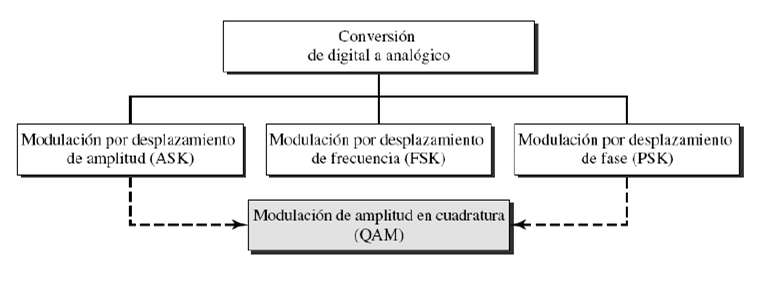 Conversión
de digital a analógico
Modulación por desplazamiento
de amplitud (ASK)
Modulación por desplazamiento
de frecuencia (FSK)
Modulación por desplazamiento
de fase (PSK)
Modulación de amplitud en cuadratura
(QAM)